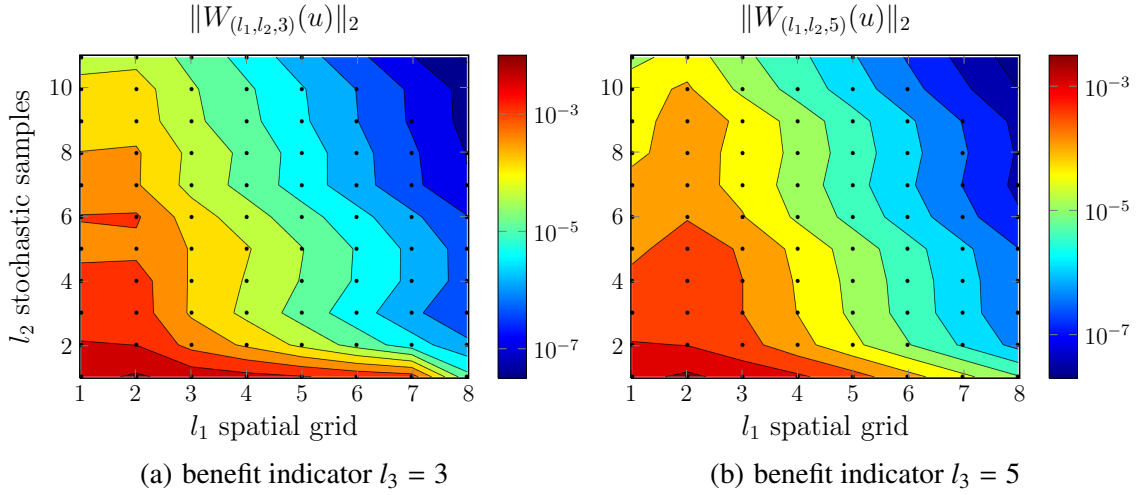 ∥W_{(l_1,l_2,3)}(u)∥_2
∥W_{(l_1,l_2,5)}(u)∥_2
l_2 stochastic samples
10
8
6
4
2
1 2 3 4 5 6 7 8
l_1 spatial grid
10^{-3}
10^{-5}
10^{-7}
10
8
6
4
2
1 2 3 4 5 6 7 8
l_1 spatial grid
10^{-3}
10^{-5}
10^{-7}
(a) benefit indicator l_3 = 3
(b) benefit indicator l_3 = 5